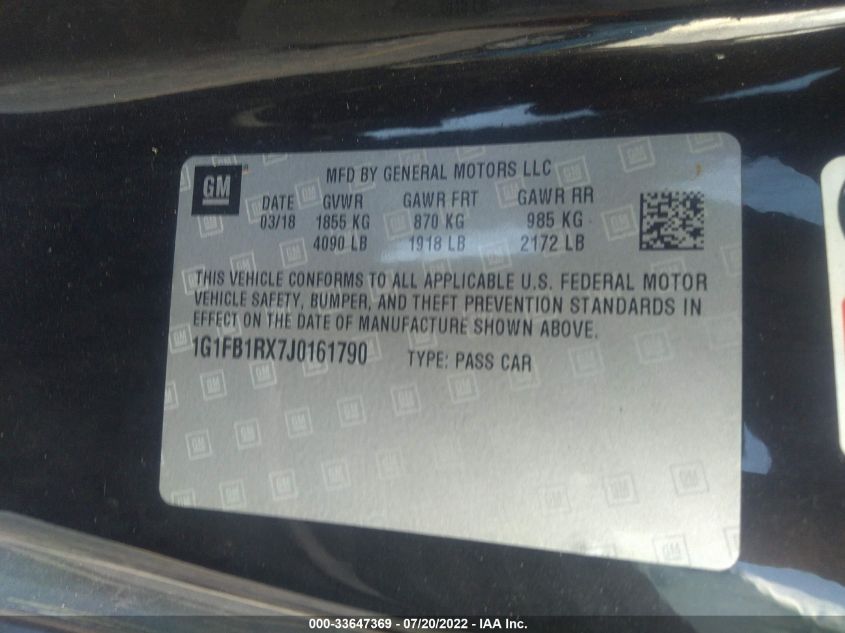 GM
MFD BY GENERAL MOTORS LLC
DATE GVWR GAWR FRT GAWR RR
03/18 1855 KG 870 KG 985 KG
4090 LB 1918 LB 2172 LB
THIS VEHICLE CONFORMS TO ALL APPLICABLE U.S. FEDERAL MOTOR
VEHICLE SAFETY, BUMPER, AND THEFT PREVENTION STANDARDS IN
EFFECT ON THE DATE OF MANUFACTURE SHOWN ABOVE.
1G1FB1RX7J0161790 TYPE: PASS CAR
000-33647369 - 07/20/2022 - IAA Inc.